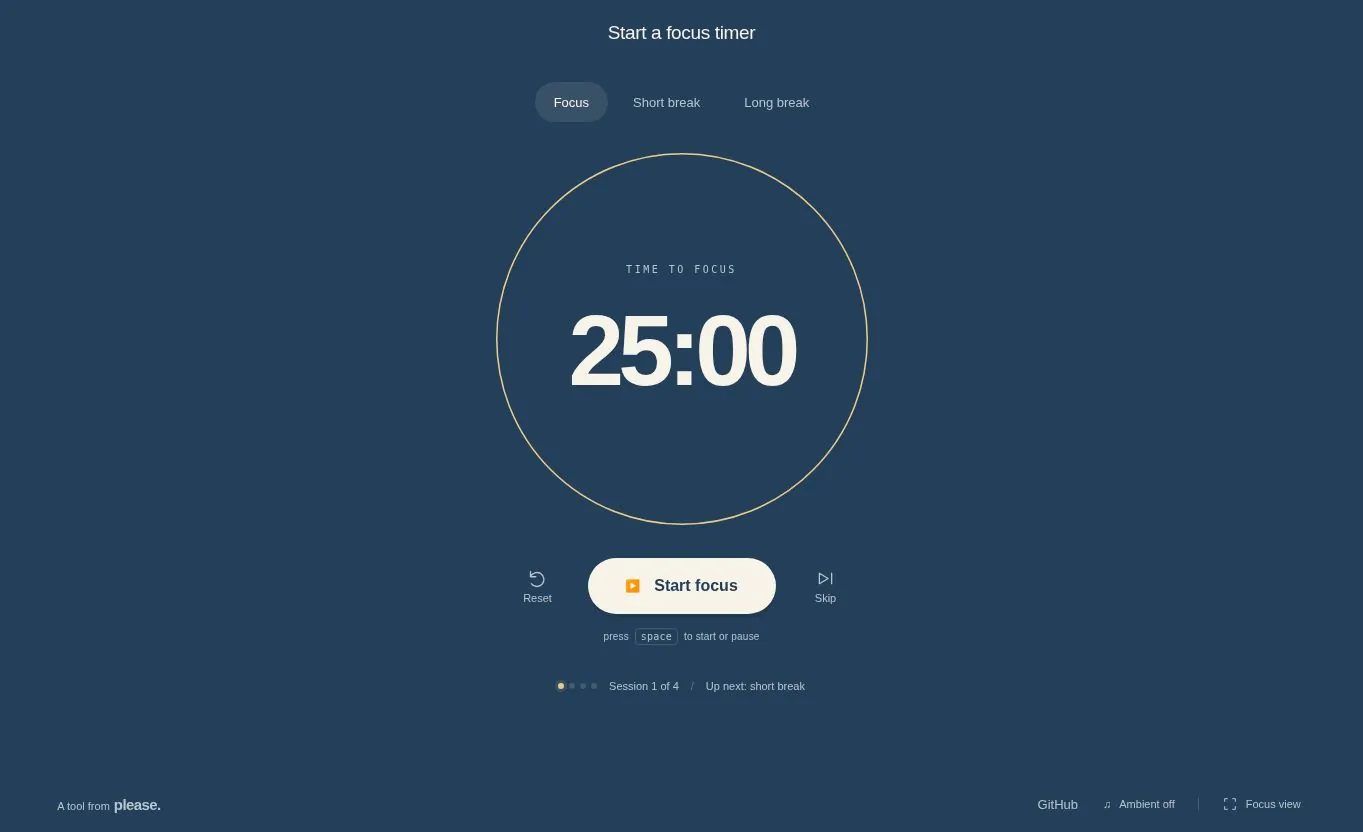 Start a focus timer
Focus Short break Long break
TIME TO FOCUS
25:00
Reset
Start focus
Skip
press space to start or pause
Session 1 of 4 / Up next: short break
A tool from please.
GitHub ♫ Ambient off Focus view